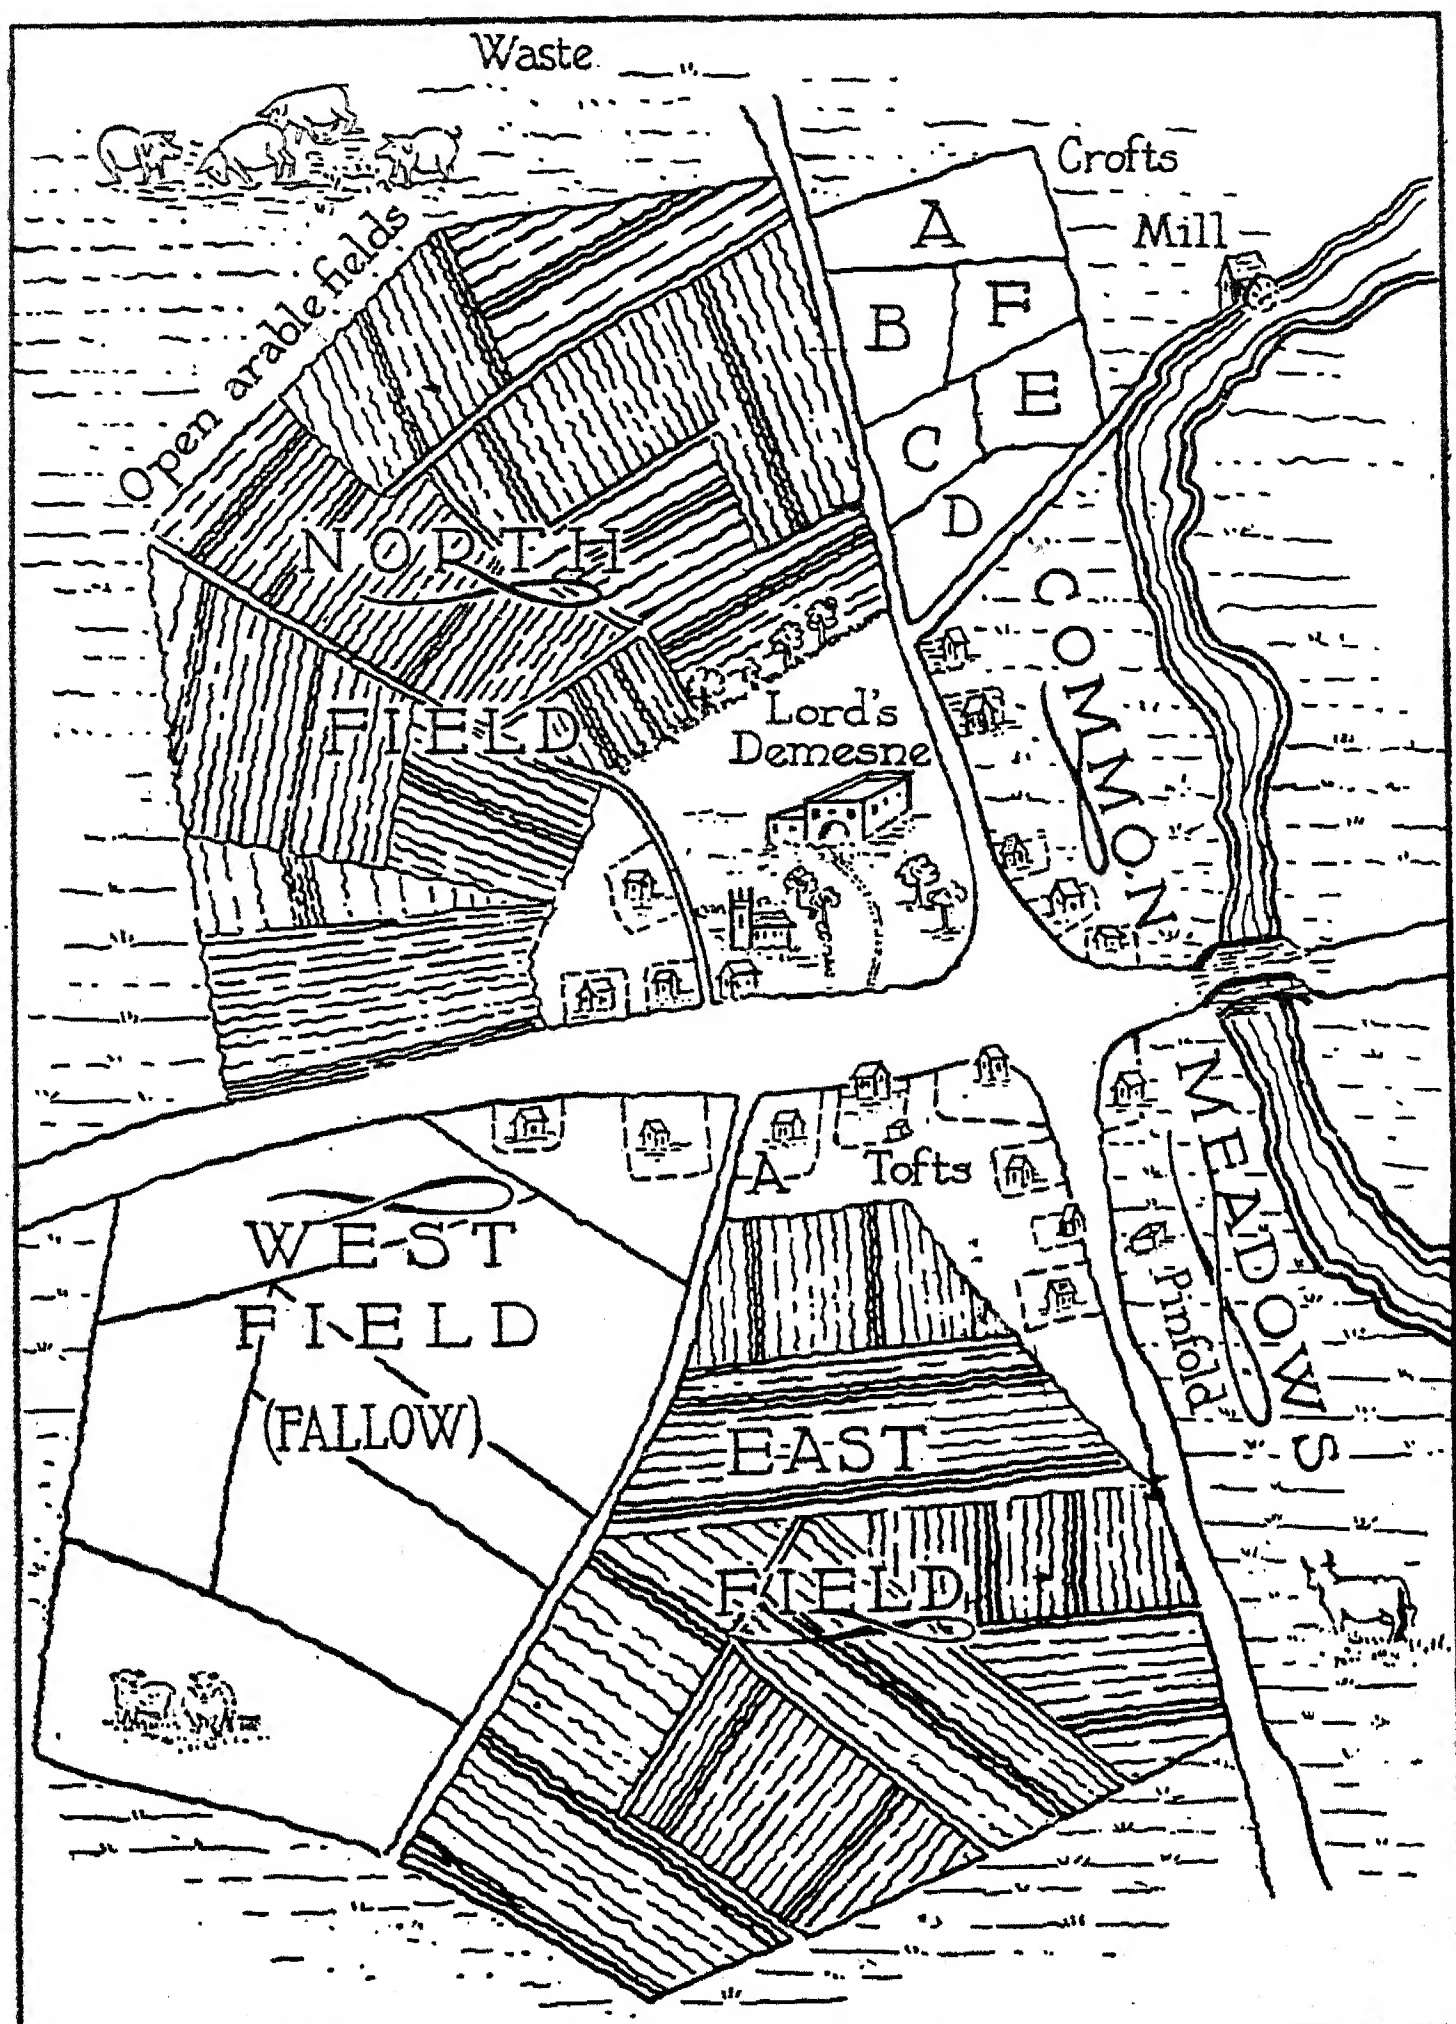 Waste
Crofts
A
Mill
Open arable fields
B
F
E
C
D
NORTH
FIELD
COMMON
Lord's
Demesne
A
Tofts
MEADOWS
Pinfold
WEST
FIELD
(FALLOW)
EAST
FIELD